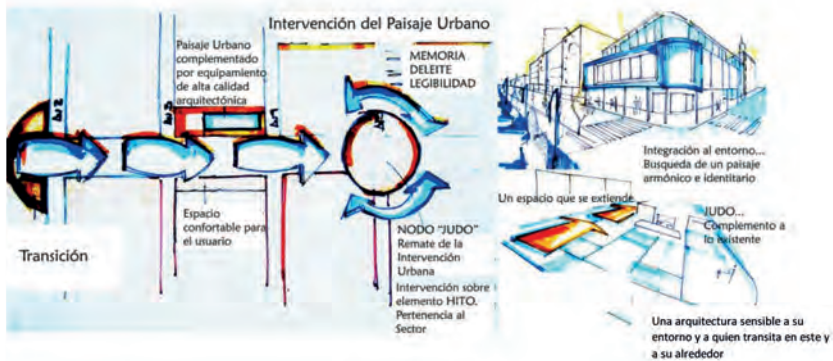 Intervención del Paisaje Urbano
Paisaje Urbano
complementado
por equipamiento
de alta calidad
arquitectónica
MEMORIA
DELEITE
LEGIBILIDAD
Espacio
confortable para
el usuario
Transición
NODO "JUDO"
Remate de la
Intervención
Urbana
Intervención sobre
elemento HITO.
Pertenencia al
Sector
Integración al entorno...
Busqueda de un paisaje
armónico e identitario
Un espacio que se extiende
JUDO...
Complemento a
lo existente
Una arquitectura sensible a su
entorno y a quien transita en este y
a su alrededor